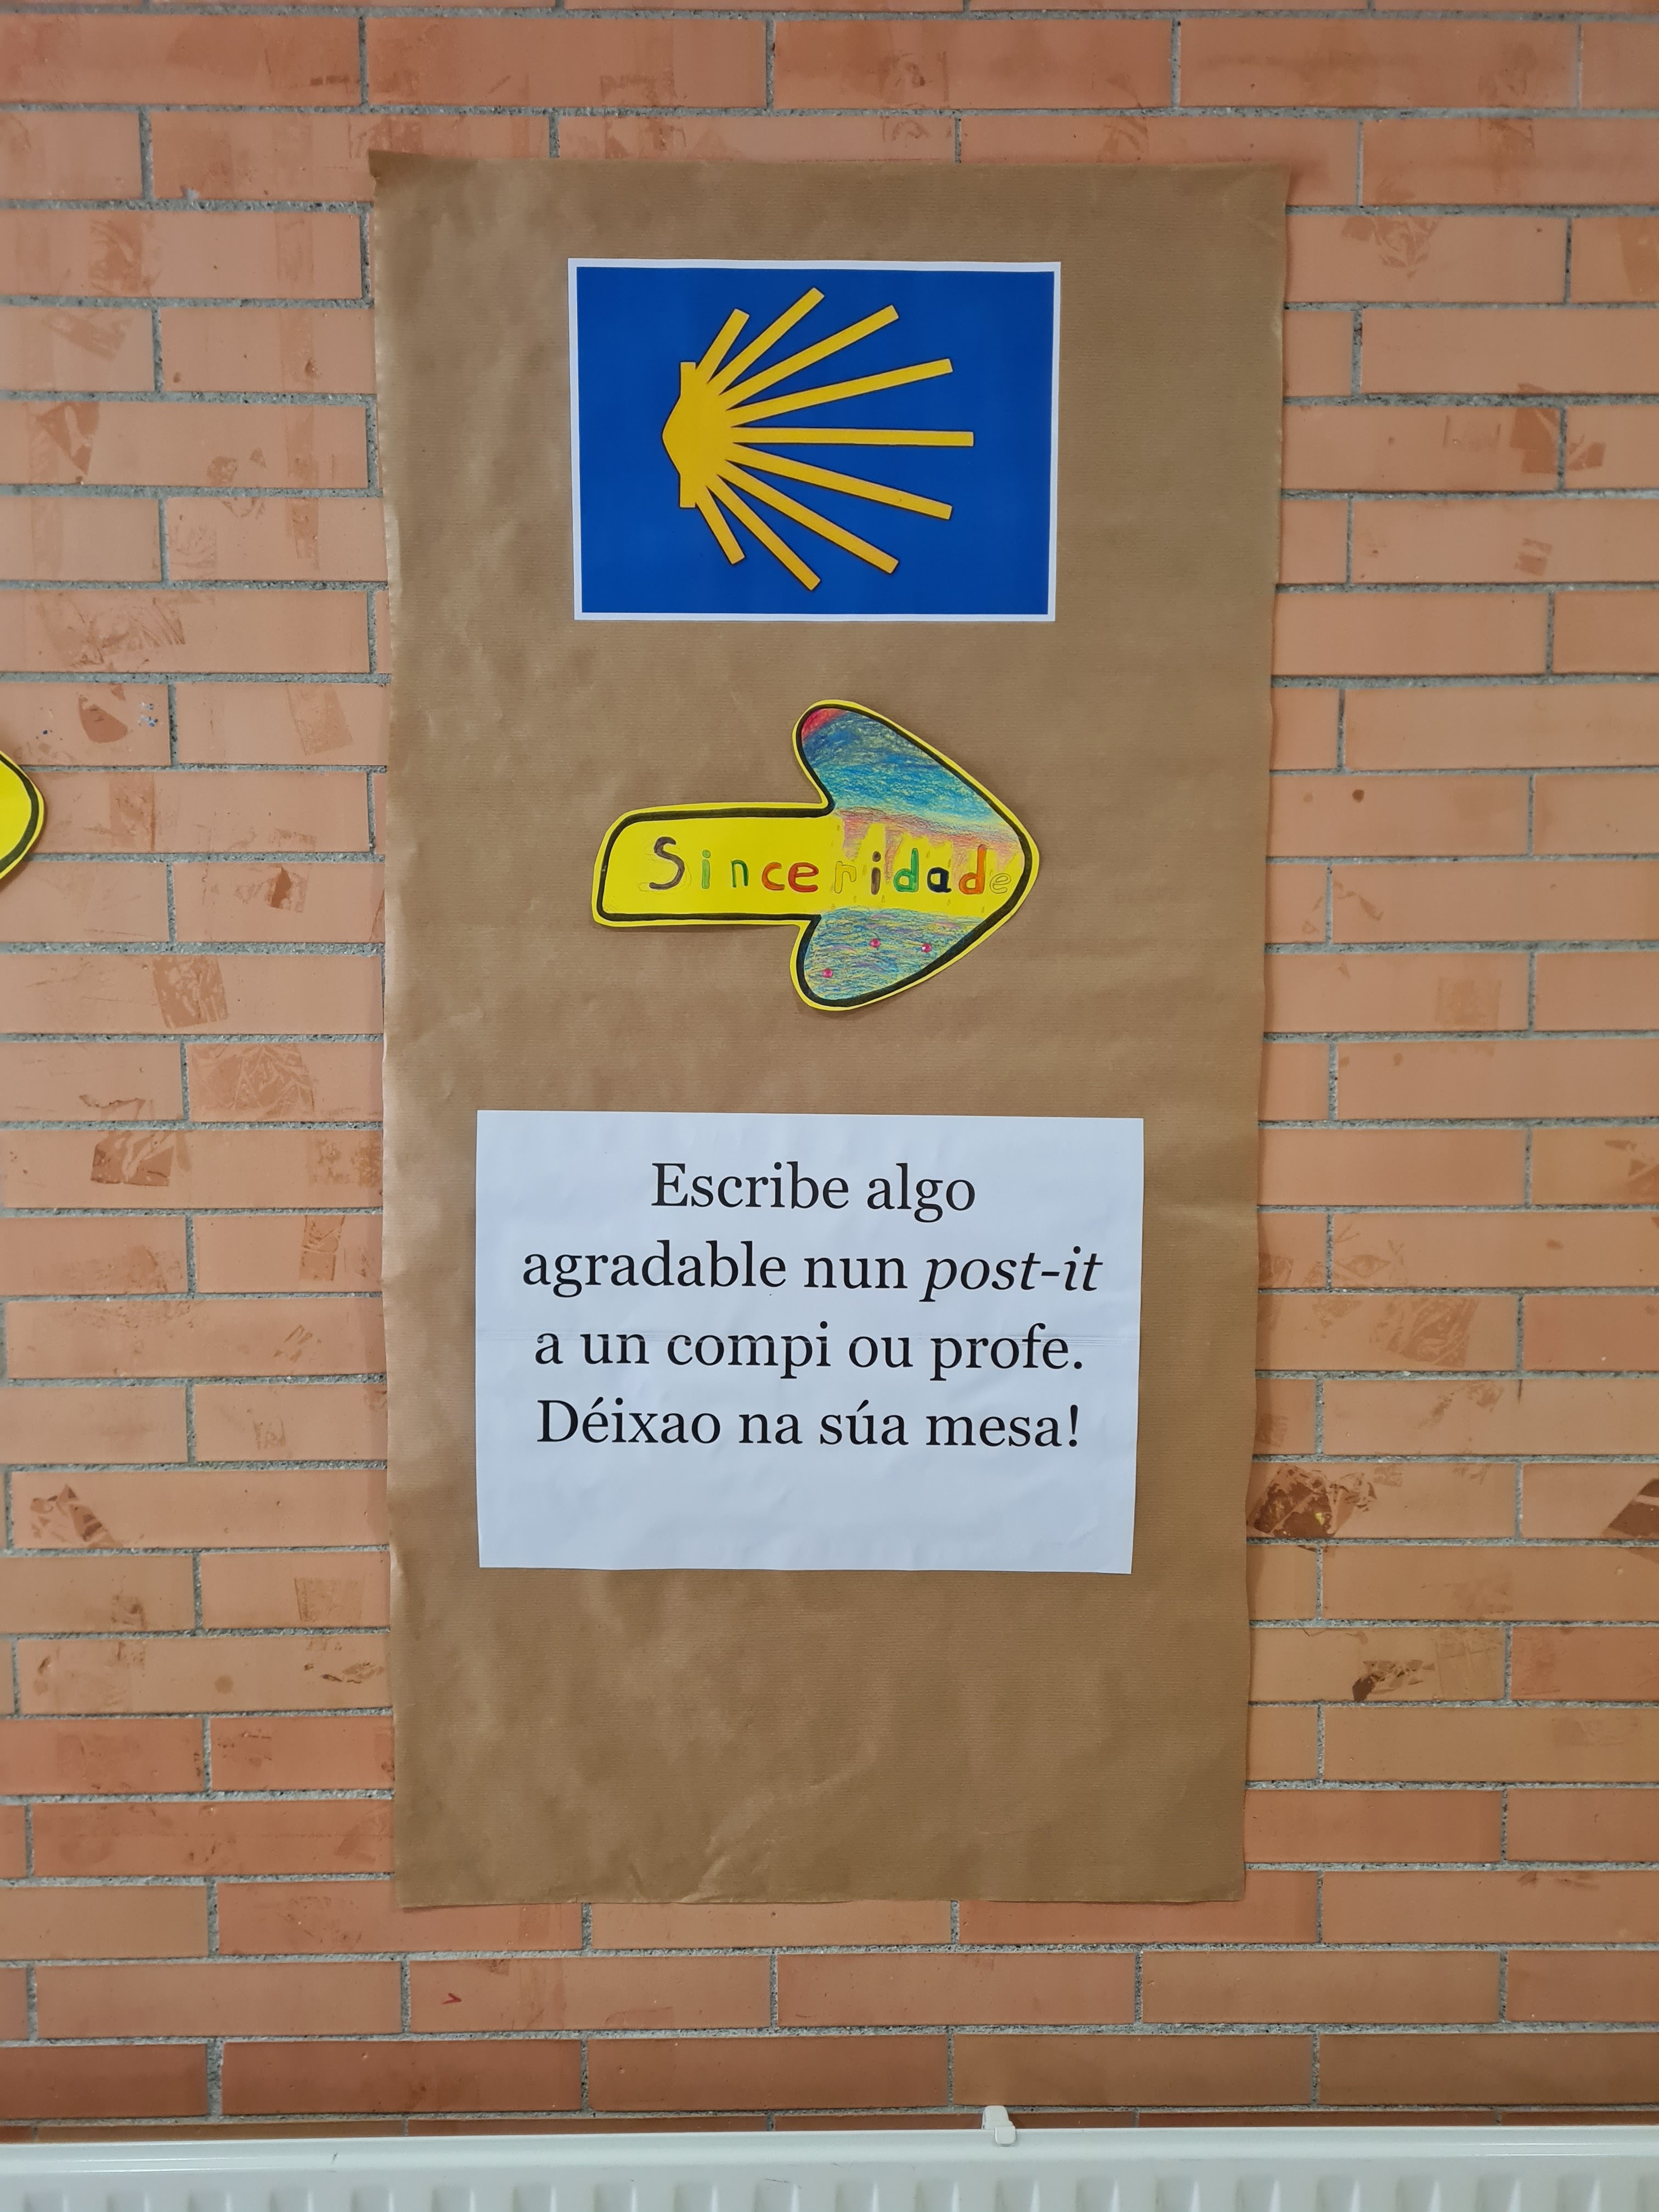 Sinceridade
Escribe algo
agradable nun post-it
a un compi ou profe.
Déixao na súa mesa!